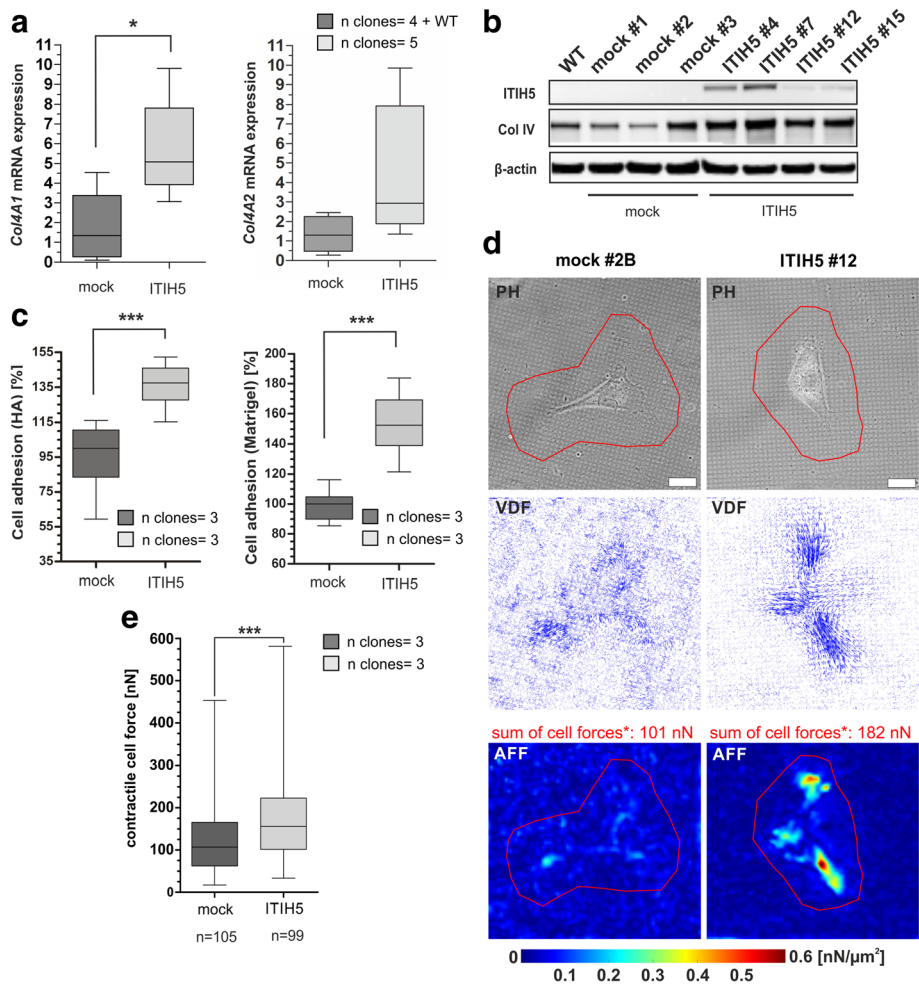 a
*
n clones= 4 + WT
n clones= 5
Col4A1 mRNA expression
11
10
9
8
7
6
5
4
3
2
1
0
mock
ITIH5
Col4A2 mRNA expression
11
10
9
8
7
6
5
4
3
2
1
0
mock
ITIH5
b
WT
mock #1
mock #2
mock #3
ITIH5 #4
ITIH5 #7
ITIH5 #12
ITIH5 #15
ITIH5
Col IV
β-actin
mock
ITIH5
c
***
Cell adhesion (HA) [%]
155
135
115
95
75
55
35
n clones= 3
n clones= 3
mock
ITIH5
***
Cell adhesion (Matrigel) [%]
200
180
160
140
120
100
80
60
n clones= 3
n clones= 3
mock
ITIH5
d
mock #2B
ITIH5 #12
PH
PH
VDF
VDF
sum of cell forces*: 101 nN
sum of cell forces*: 182 nN
AFF
AFF
0
0.1
0.2
0.3
0.4
0.5
0.6 [nN/µm²]
e
***
n clones= 3
n clones= 3
contractile cell force [nN]
600
500
400
300
200
100
0
mock
ITIH5
n=105
n=99